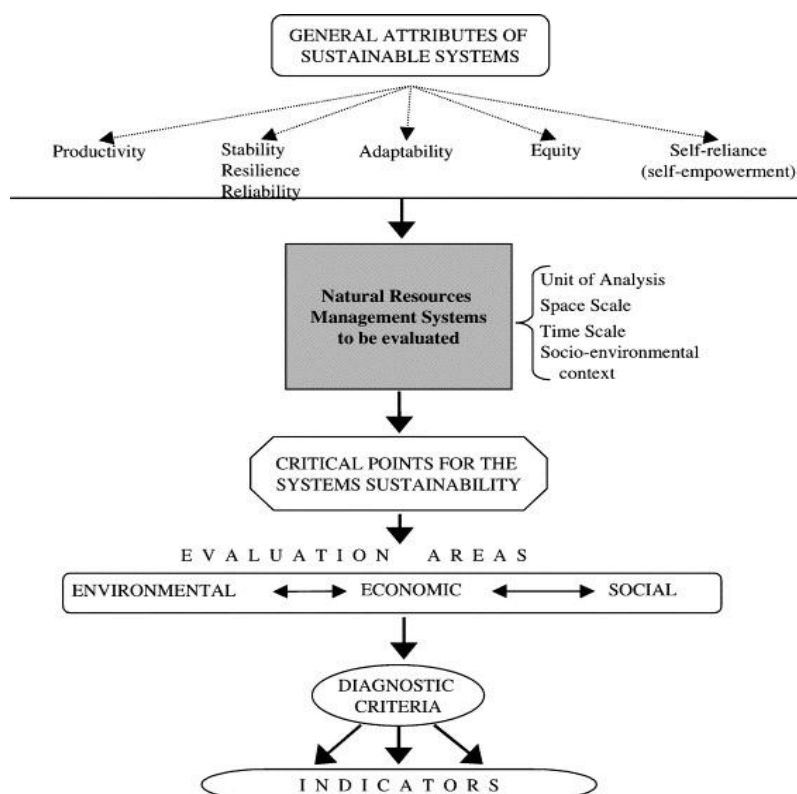 GENERAL ATTRIBUTES OF
SUSTAINABLE SYSTEMS
Productivity
Stability
Resilience
Reliability
Adaptability
Equity
Self-reliance
(self-empowerment)
Natural Resources
Management Systems
to be evaluated
Unit of Analysis
Space Scale
Time Scale
Socio-environmental
context
CRITICAL POINTS FOR THE
SYSTEMS SUSTAINABILITY
EVALUATION AREAS
ENVIRONMENTAL ECONOMIC SOCIAL
DIAGNOSTIC
CRITERIA
INDICATORS